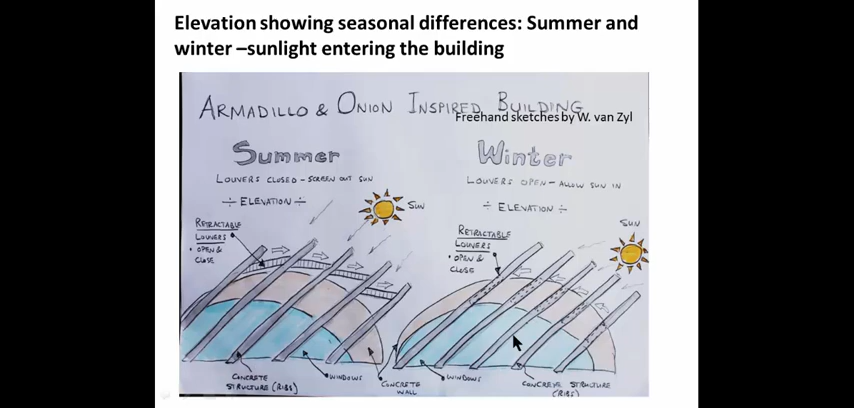 Elevation showing seasonal differences: Summer and
winter –sunlight entering the building
ARMADILLO & ONION INSPIRED BUILDING
Freehand sketches by W. van Zyl
Summer
LOUVERS CLOSED - SCREEN OUT SUN
÷ ELEVATION ÷
SUN
RETRACTABLE
LOUVERS
• OPEN &
CLOSE
CONCRETE
STRUCTURE (RIBS)
WINDOWS
CONCRETE
WALL
Winter
LOUVERS OPEN - ALLOW SUN IN
÷ ELEVATION ÷
SUN
RETRACTABLE
LOUVERS
• OPEN &
CLOSE
WINDOWS
CONCRETE STRUCTURE
(RIBS)